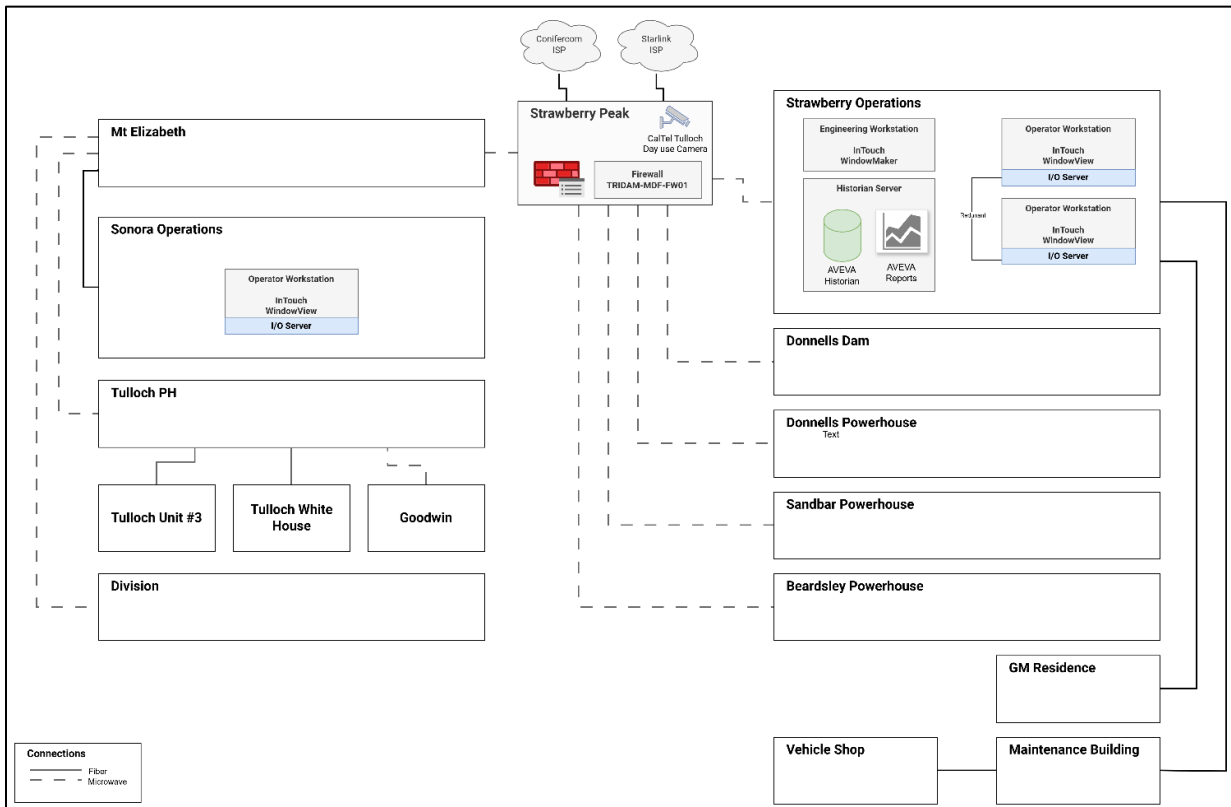 Conifercom
ISP
Starlink
ISP
Strawberry Peak
CalTel Tulloch
Day use Camera
Firewall
TRIDAM-MDF-FW01
Mt Elizabeth
Sonora Operations
Operator Workstation
InTouch
WindowView
I/O Server
Tulloch PH
Tulloch Unit #3
Tulloch White
House
Goodwin
Division
Strawberry Operations
Engineering Workstation
InTouch
WindowMaker
Historian Server
AVEVA
Historian
AVEVA
Reports
Operator Workstation
InTouch
WindowView
I/O Server
Redunant
Operator Workstation
InTouch
WindowView
I/O Server
Donnells Dam
Donnells Powerhouse
Text
Sandbar Powerhouse
Beardsley Powerhouse
GM Residence
Vehicle Shop
Maintenance Building
Connections
Fiber
Microwave